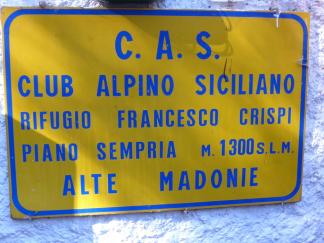 C. A. S.
CLUB ALPINO SICILIANO
RIFUGIO FRANCESCO CRISPI
PIANO SEMPRIA M. 1300 S.L.M.
ALTE MADONIE